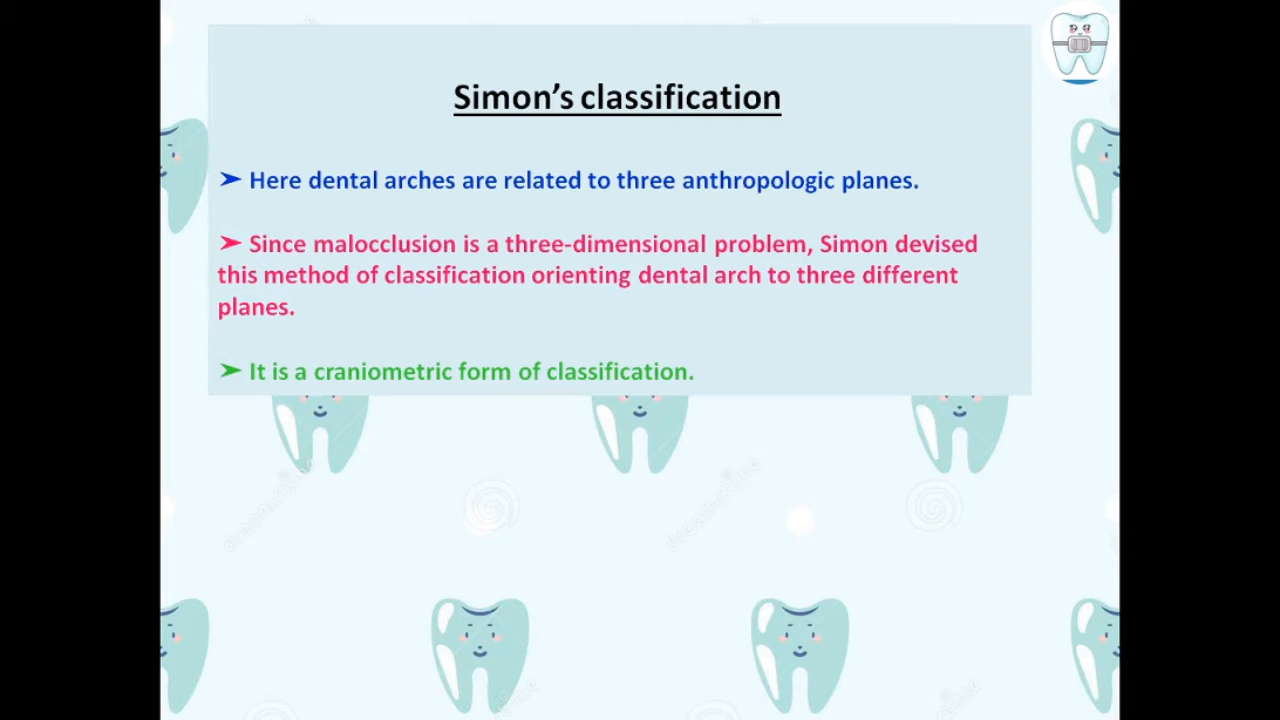 Simon's classification
➤ Here dental arches are related to three anthropologic planes.
➤ Since malocclusion is a three-dimensional problem, Simon devised
this method of classification orienting dental arch to three different
planes.
➤ It is a craniometric form of classification.